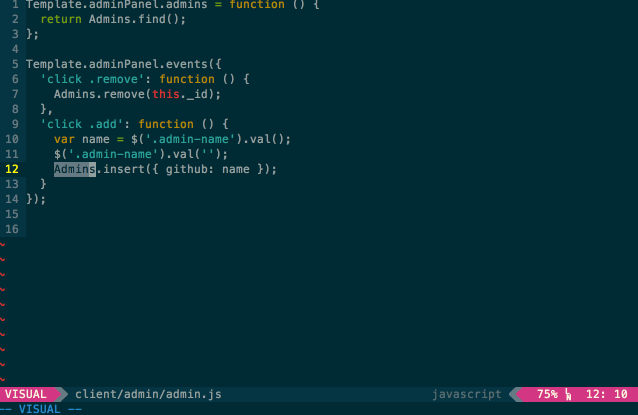 1 Template.adminPanel.admins = function () {
2   return Admins.find();
3 };
4
5 Template.adminPanel.events({
6   'click .remove': function () {
7     Admins.remove(this._id);
8   },
9   'click .add': function () {
10     var name = $('.admin-name').val();
11     $('.admin-name').val('');
12     Admins.insert({ github: name });
13   }
14 });
15
16
~
~
~
~
~
~
~
~
~
~
VISUAL client/admin/admin.js javascript 75% LN 12: 10
-- VISUAL --